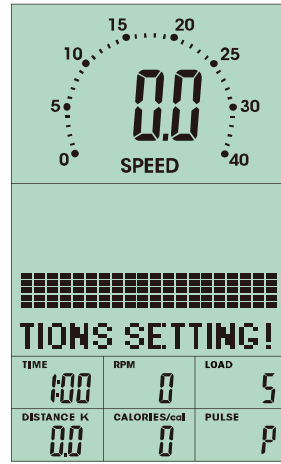 15 20
10 25
5 0.0 30
0 SPEED 40
TIONS SETTING!
TIME RPM LOAD
1:00 0 5
DISTANCE K CALORIES/cal PULSE
0.0 0 P